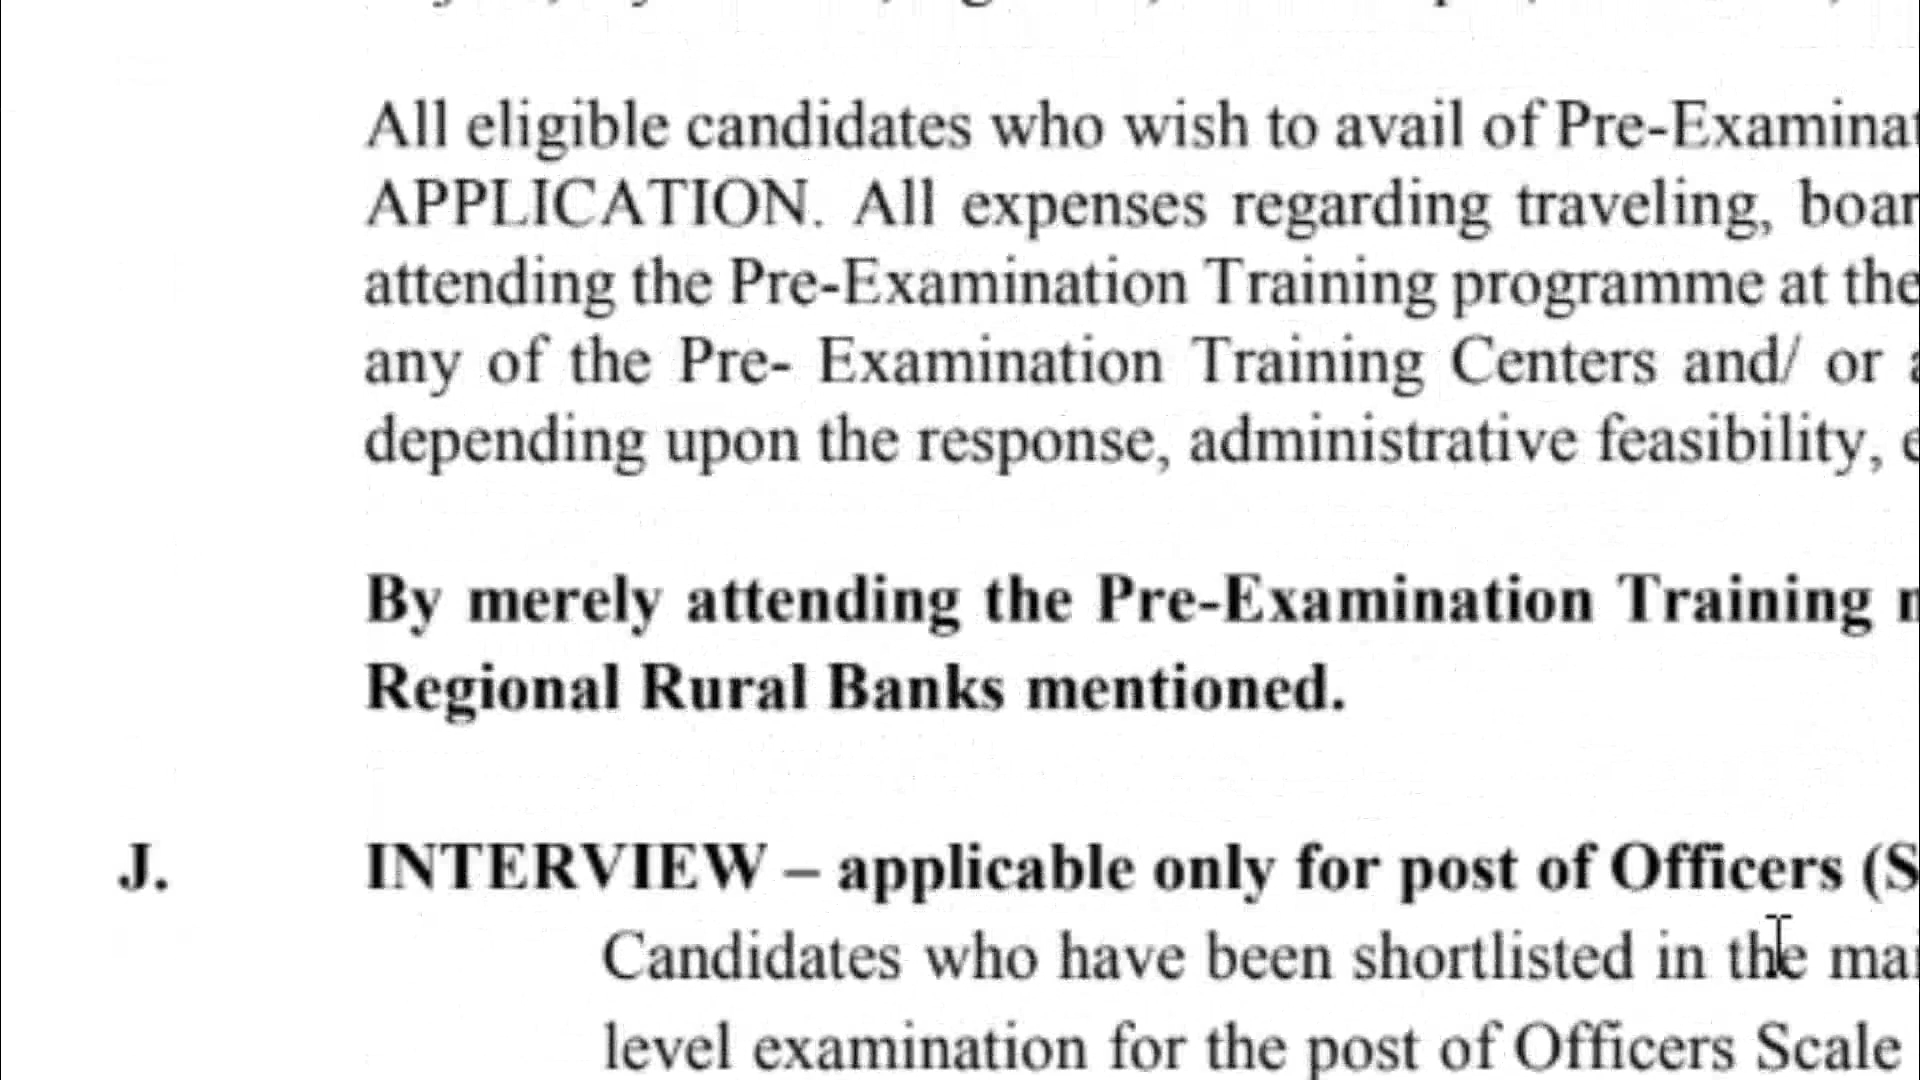 All eligible candidates who wish to avail of Pre-Examinat
APPLICATION. All expenses regarding traveling, boar
attending the Pre-Examination Training programme at the
any of the Pre- Examination Training Centers and/ or
depending upon the response, administrative feasibility,
By merely attending the Pre-Examination Training
Regional Rural Banks mentioned.
J. INTERVIEW – applicable only for post of Officers (S
Candidates who have been shortlisted in the mai
level examination for the post of Officers Scale